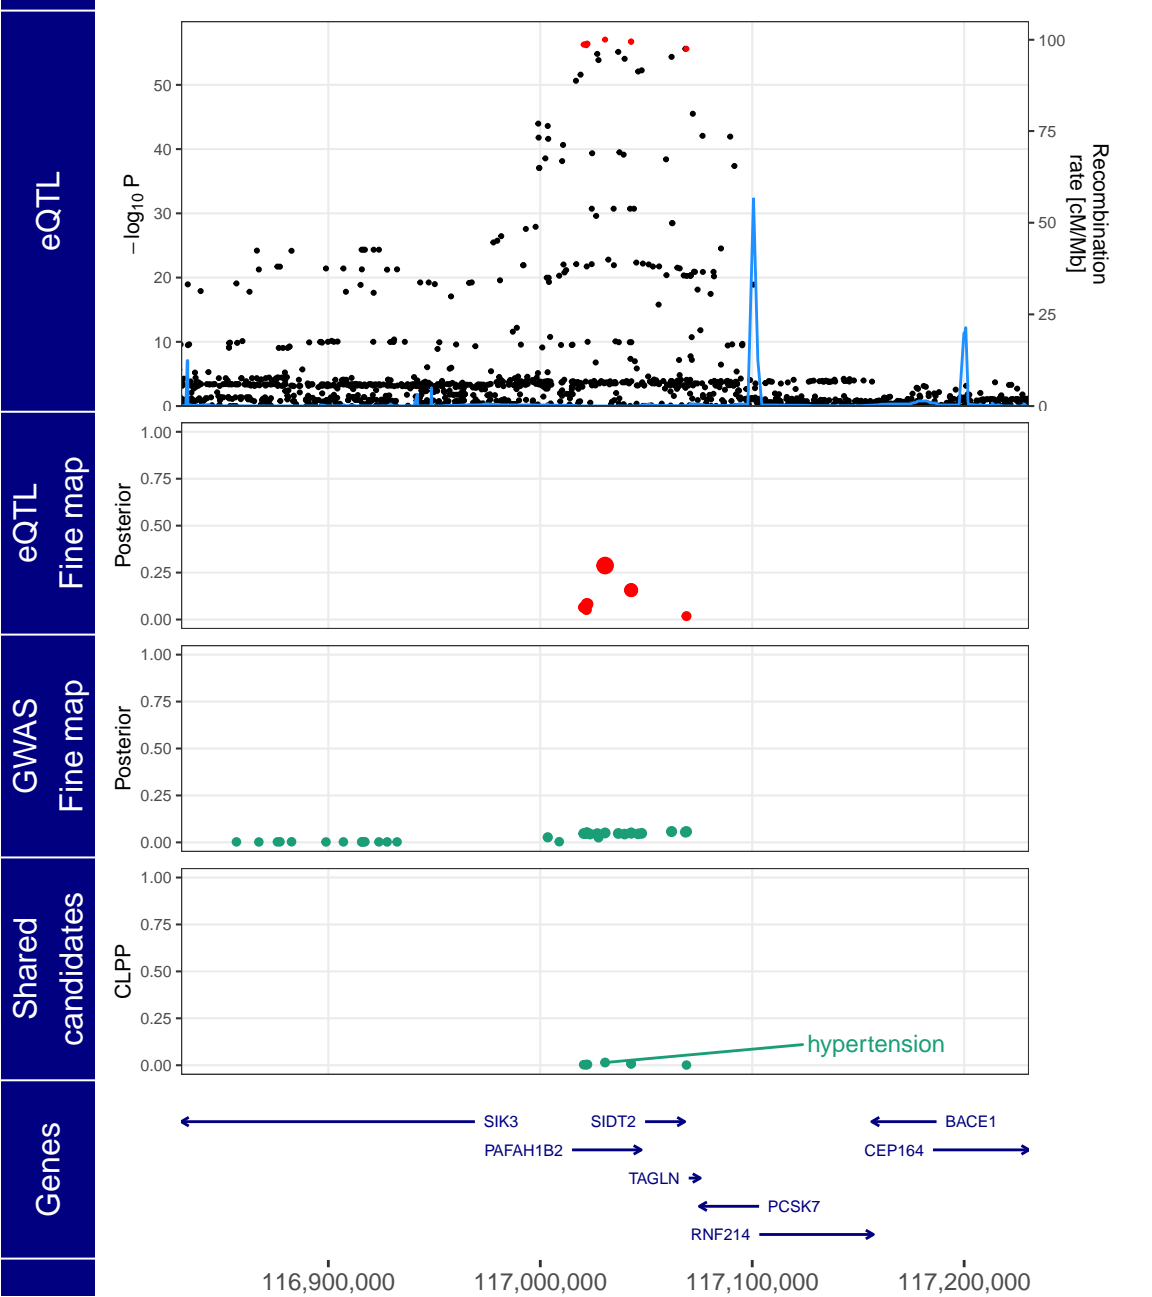 eQTL
−log10 P
0
10
20
30
40
50
0
25
50
75
100
Recombination
rate [cM/Mb]
eQTL
Fine map
Posterior
1.00
0.75
0.50
0.25
0.00
GWAS
Fine map
Posterior
1.00
0.75
0.50
0.25
0.00
Shared
candidates
CLPP
1.00
0.75
0.50
0.25
0.00
hypertension
Genes
SIK3
SIDT2
BACE1
PAFAH1B2
CEP164
TAGLN
PCSK7
RNF214
116,900,000
117,000,000
117,100,000
117,200,000